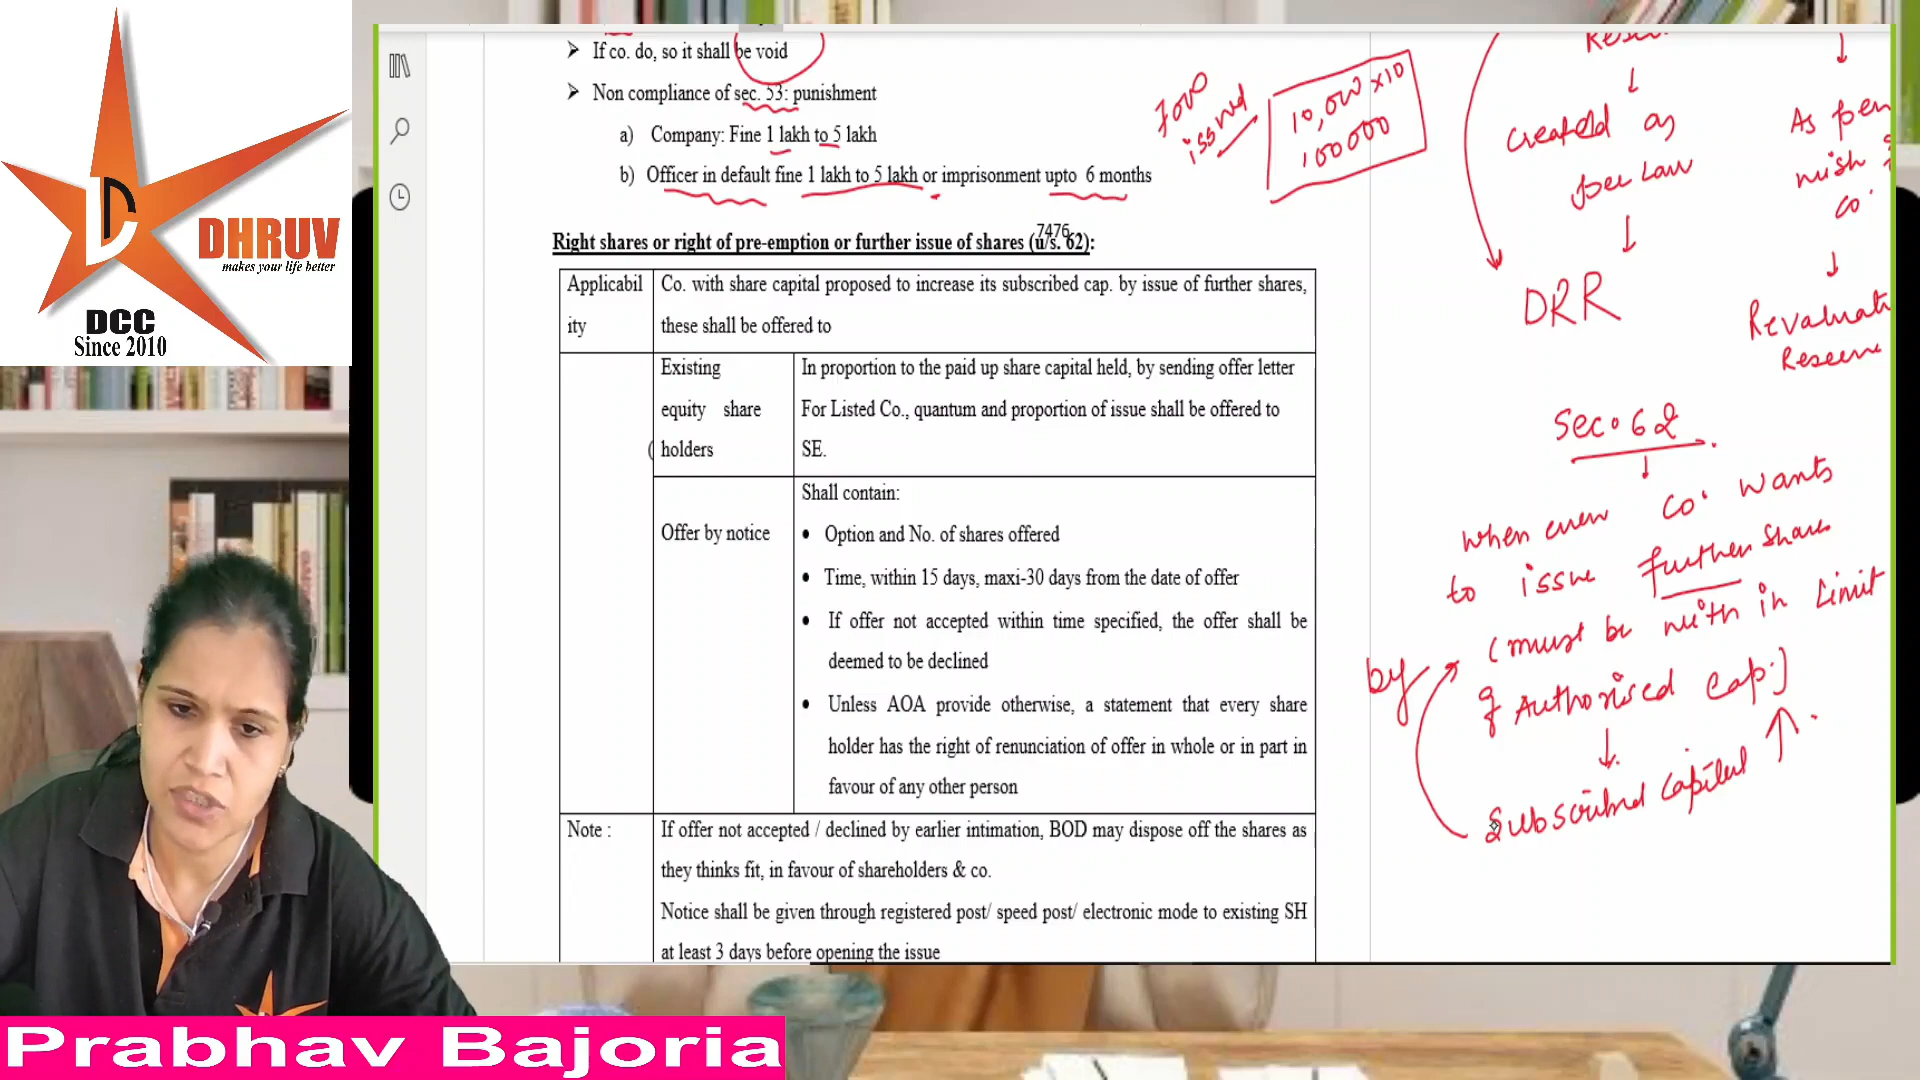 DHRUV
makes your life better
DCC
Since 2010
➤ If co. do, so it shall be void
➤ Non compliance of sec. 53: punishment
a) Company: Fine 1 lakh to 5 lakh
b) Officer in default fine 1 lakh to 5 lakh or imprisonment upto 6 months
Right shares or right of pre-emption or further issue of shares (u/s. 62):
7476
Applicabil
ity
Co. with share capital proposed to increase its subscribed cap. by issue of further shares,
these shall be offered to
Existing
equity share
holders
In proportion to the paid up share capital held, by sending offer letter
For Listed Co., quantum and proportion of issue shall be offered to
SE.
Offer by notice
Shall contain:
• Option and No. of shares offered
• Time, within 15 days, maxi-30 days from the date of offer
• If offer not accepted within time specified, the offer shall be
deemed to be declined
• Unless AOA provide otherwise, a statement that every share
holder has the right of renunciation of offer in whole or in part in
favour of any other person
Note :
If offer not accepted / declined by earlier intimation, BOD may dispose off the shares as
they thinks fit, in favour of shareholders & co.
Notice shall be given through registered post/ speed post/ electronic mode to existing SH
at least 3 days before opening the issue
issued
10,000 x10
100000
Created as
per Law
DRR
As per
wish
co.
Reserve
Sec. 62
When ever Co. wants
to issue further shares
(must be with in Limit
of Authorised Cap.)
by
Subscribed Capital ↑
Prabhav Bajoria